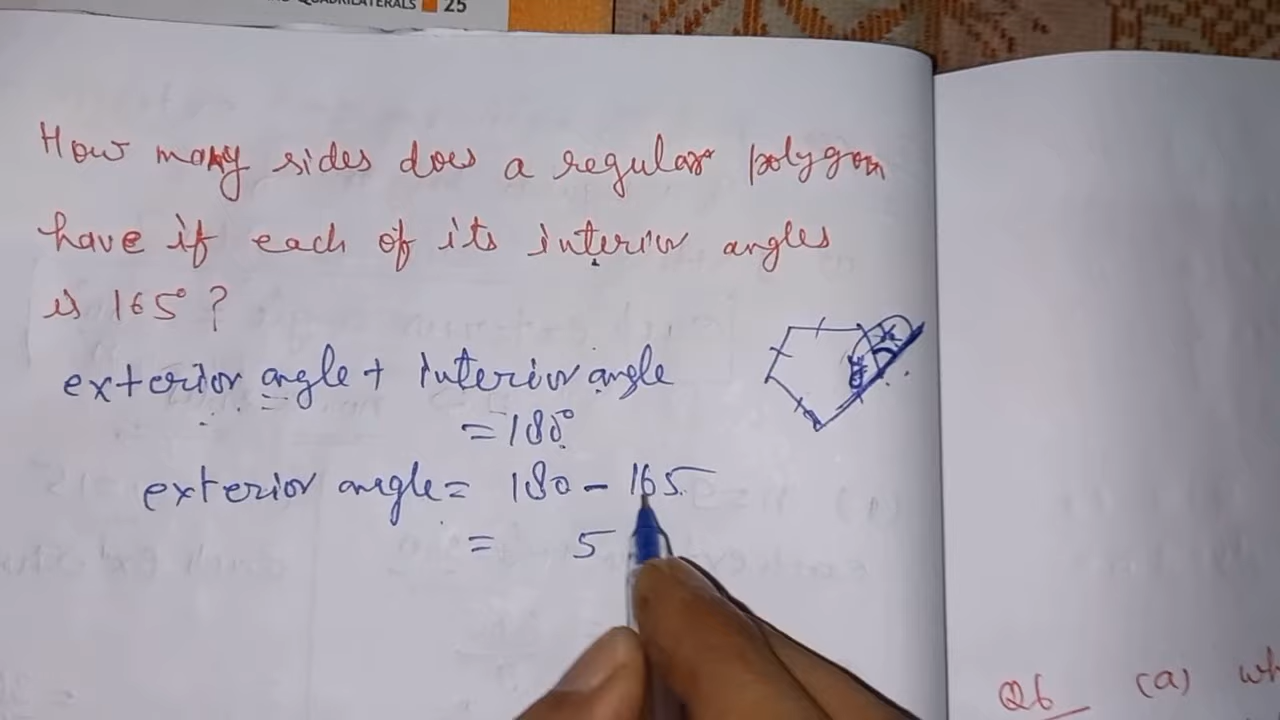 QUADRILATERALS 25
How many sides does a regular polygon
have if each of its interior angles
is 165°?
exterior angle + interior angle
= 180°
exterior angle = 180 - 165
= 5
Q6 (a) wh